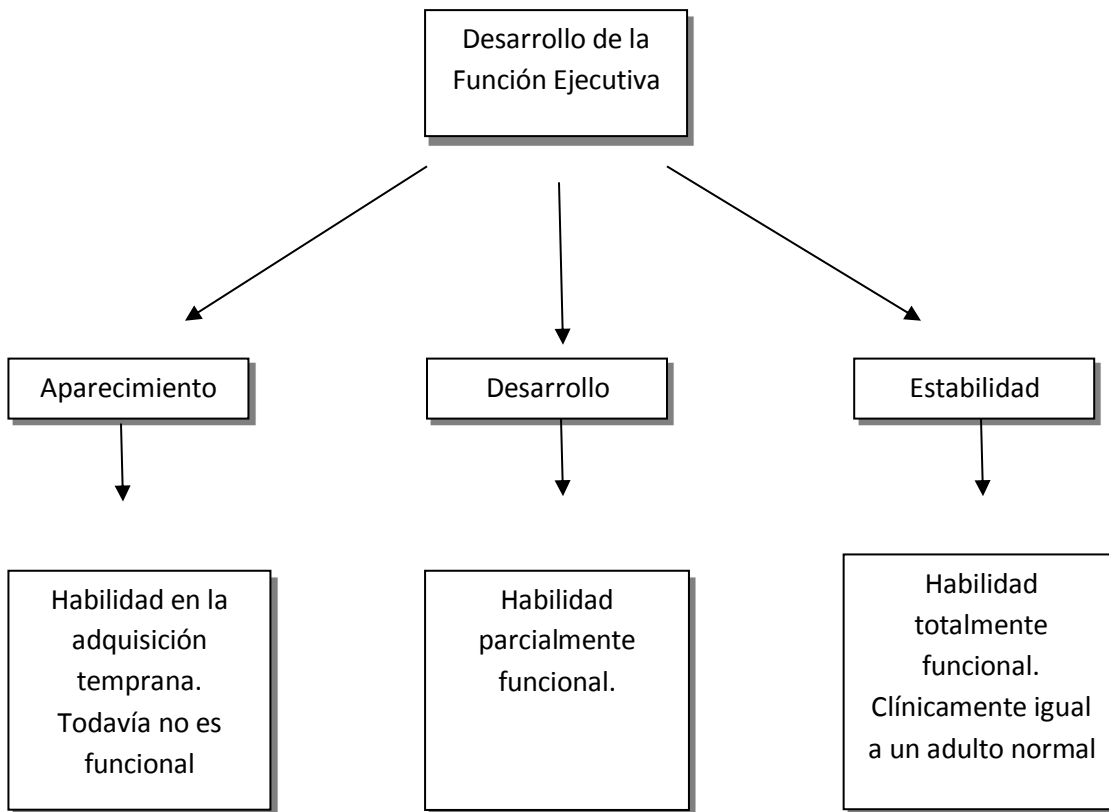 Desarrollo de la
Función Ejecutiva
Aparecimiento
Desarrollo
Estabilidad
Habilidad en la
adquisición
temprana.
Todavía no es
funcional
Habilidad
parcialmente
funcional.
Habilidad
totalmente
funcional.
Clínicamente igual
a un adulto normal